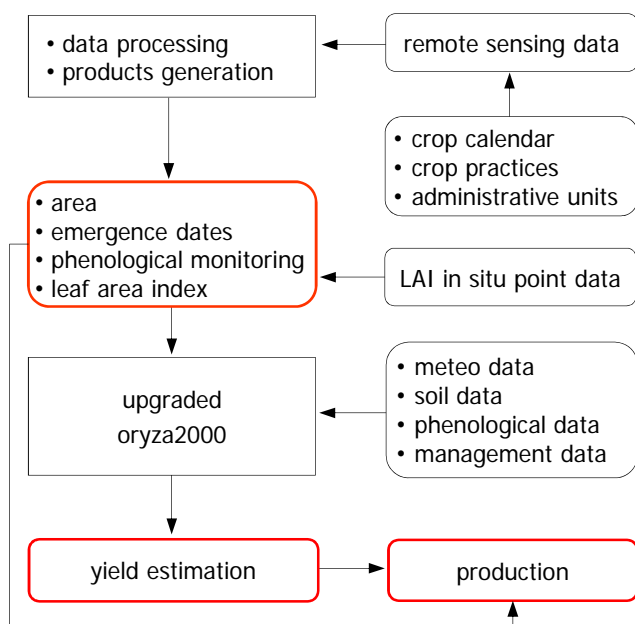 • data processing
• products generation
remote sensing data
• crop calendar
• crop practices
• administrative units
• area
• emergence dates
• phenological monitoring
• leaf area index
LAI in situ point data
upgraded
oryza2000
• meteo data
• soil data
• phenological data
• management data
yield estimation
production